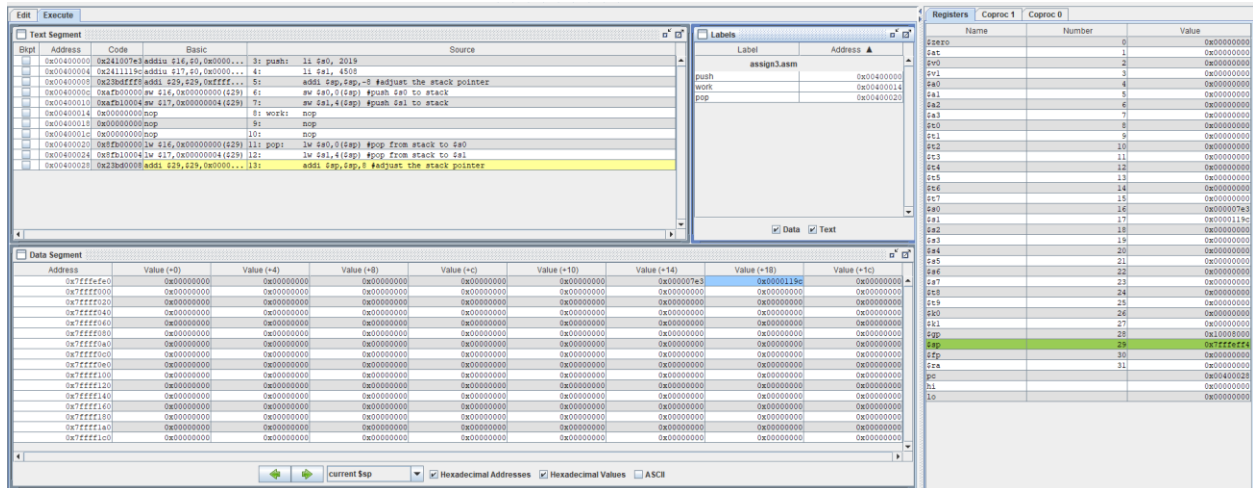 Edit Execute
Text Segment
Bkpt Address Code Basic Source
0x00400000 0x241007e3 addiu $16,$0,0x0000... 3: push: li $s0, 2019
0x00400004 0x2411119c addiu $17,$0,0x0000... 4: li $s1, 4508
0x00400008 0x23bdfff8 addi $29,$29,0xffff... 5: addi $sp,$sp,-8 #adjust the stack pointer
0x0040000c 0xafb00000 sw $16,0x00000000($29) 6: sw $s0,0($sp) #push $s0 to stack
0x00400010 0xafb10004 sw $17,0x00000004($29) 7: sw $s1,4($sp) #push $s1 to stack
0x00400014 0x00000000 nop 8: work: nop
0x00400018 0x00000000 nop 9: nop
0x0040001c 0x00000000 nop 10: nop
0x00400020 0x8fb00000 lw $16,0x00000000($29) 11: pop: lw $s0,0($sp) #pop from stack to $s0
0x00400024 0x8fb10004 lw $17,0x00000004($29) 12: lw $s1,4($sp) #pop from stack to $s1
0x00400028 0x23bd0008 addi $29,$29,0x0000... 13: addi $sp,$sp,8 #adjust the stack pointer
Labels
Label Address ▲
assign3.asm
push 0x00400000
work 0x00400014
pop 0x00400020
Data Text
Data Segment
Address Value (+0) Value (+4) Value (+8) Value (+c) Value (+10) Value (+14) Value (+18) Value (+1c)
0x7fffefe0 0x00000000 0x00000000 0x00000000 0x00000000 0x00000000 0x000007e3 0x0000119c 0x00000000
0x7ffff000 0x00000000 0x00000000 0x00000000 0x00000000 0x00000000 0x00000000 0x00000000 0x00000000
0x7ffff020 0x00000000 0x00000000 0x00000000 0x00000000 0x00000000 0x00000000 0x00000000 0x00000000
0x7ffff040 0x00000000 0x00000000 0x00000000 0x00000000 0x00000000 0x00000000 0x00000000 0x00000000
0x7ffff060 0x00000000 0x00000000 0x00000000 0x00000000 0x00000000 0x00000000 0x00000000 0x00000000
0x7ffff080 0x00000000 0x00000000 0x00000000 0x00000000 0x00000000 0x00000000 0x00000000 0x00000000
0x7ffff0a0 0x00000000 0x00000000 0x00000000 0x00000000 0x00000000 0x00000000 0x00000000 0x00000000
0x7ffff0c0 0x00000000 0x00000000 0x00000000 0x00000000 0x00000000 0x00000000 0x00000000 0x00000000
0x7ffff0e0 0x00000000 0x00000000 0x00000000 0x00000000 0x00000000 0x00000000 0x00000000 0x00000000
0x7ffff100 0x00000000 0x00000000 0x00000000 0x00000000 0x00000000 0x00000000 0x00000000 0x00000000
0x7ffff120 0x00000000 0x00000000 0x00000000 0x00000000 0x00000000 0x00000000 0x00000000 0x00000000
0x7ffff140 0x00000000 0x00000000 0x00000000 0x00000000 0x00000000 0x00000000 0x00000000 0x00000000
0x7ffff160 0x00000000 0x00000000 0x00000000 0x00000000 0x00000000 0x00000000 0x00000000 0x00000000
0x7ffff180 0x00000000 0x00000000 0x00000000 0x00000000 0x00000000 0x00000000 0x00000000 0x00000000
0x7ffff1a0 0x00000000 0x00000000 0x00000000 0x00000000 0x00000000 0x00000000 0x00000000 0x00000000
0x7ffff1c0 0x00000000 0x00000000 0x00000000 0x00000000 0x00000000 0x00000000 0x00000000 0x00000000
current $sp Hexadecimal Addresses Hexadecimal Values ASCII
Registers Coproc 1 Coproc 0
Name Number Value
$zero 0 0x00000000
$at 1 0x00000000
$v0 2 0x00000000
$v1 3 0x00000000
$a0 4 0x00000000
$a1 5 0x00000000
$a2 6 0x00000000
$a3 7 0x00000000
$t0 8 0x00000000
$t1 9 0x00000000
$t2 10 0x00000000
$t3 11 0x00000000
$t4 12 0x00000000
$t5 13 0x00000000
$t6 14 0x00000000
$t7 15 0x00000000
$s0 16 0x000007e3
$s1 17 0x0000119c
$s2 18 0x00000000
$s3 19 0x00000000
$s4 20 0x00000000
$s5 21 0x00000000
$s6 22 0x00000000
$s7 23 0x00000000
$t8 24 0x00000000
$t9 25 0x00000000
$k0 26 0x00000000
$k1 27 0x00000000
$gp 28 0x10008000
$sp 29 0x7fffeff4
$fp 30 0x00000000
$ra 31 0x00000000
pc 0x00400028
hi 0x00000000
lo 0x00000000